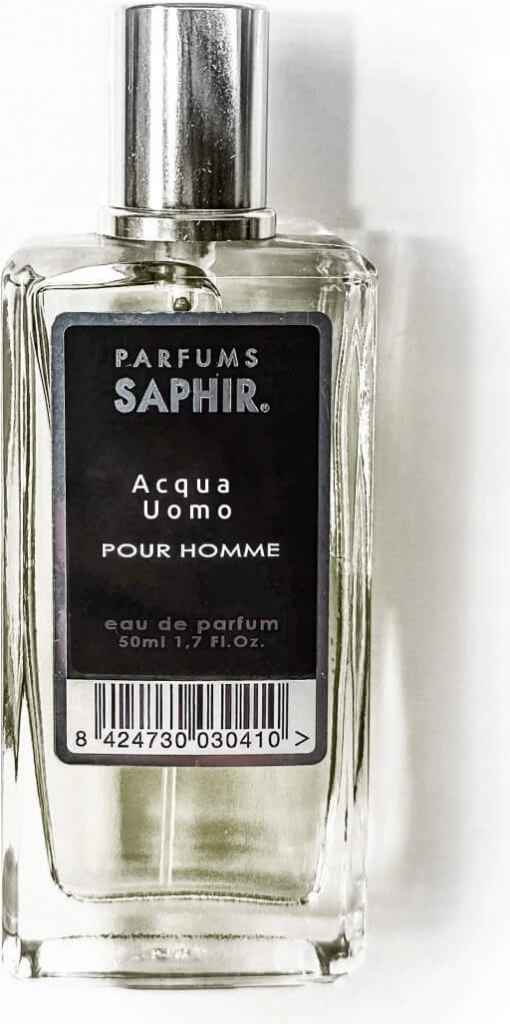 PARFUMS
SAPHIR®
Acqua
Uomo
POUR HOMME
eau de parfum
50ml 1,7 Fl.Oz.
8 424730 030410 >